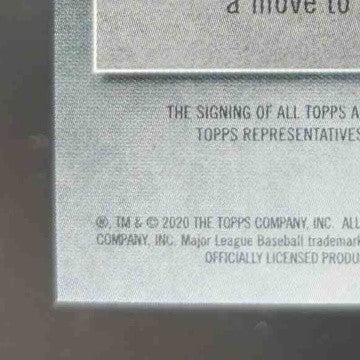 a move to
THE SIGNING OF ALL TOPPS A
TOPPS REPRESENTATIVES
®, TM & © 2020 THE TOPPS COMPANY, INC. ALL
COMPANY, INC. Major League Baseball trademark
OFFICIALLY LICENSED PRODU